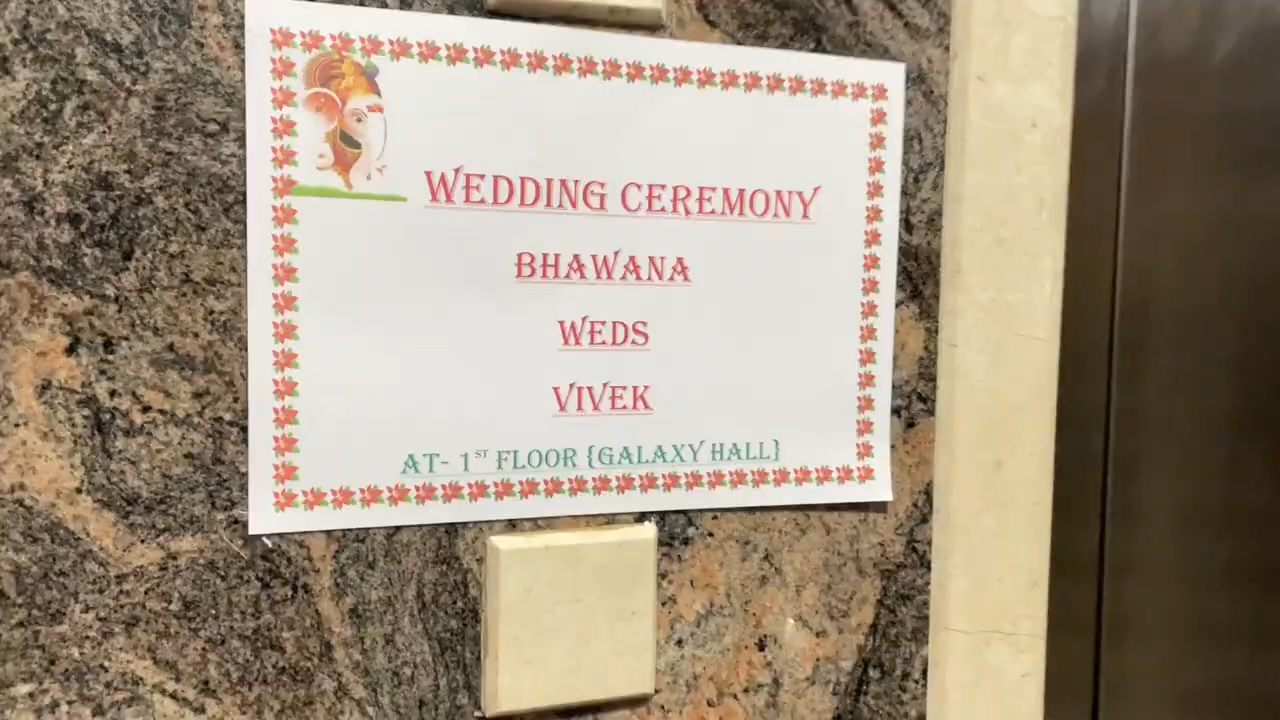 WEDDING CEREMONY
BHAWANA
WEDS
VIVEK
AT- 1ST FLOOR {GALAXY HALL}